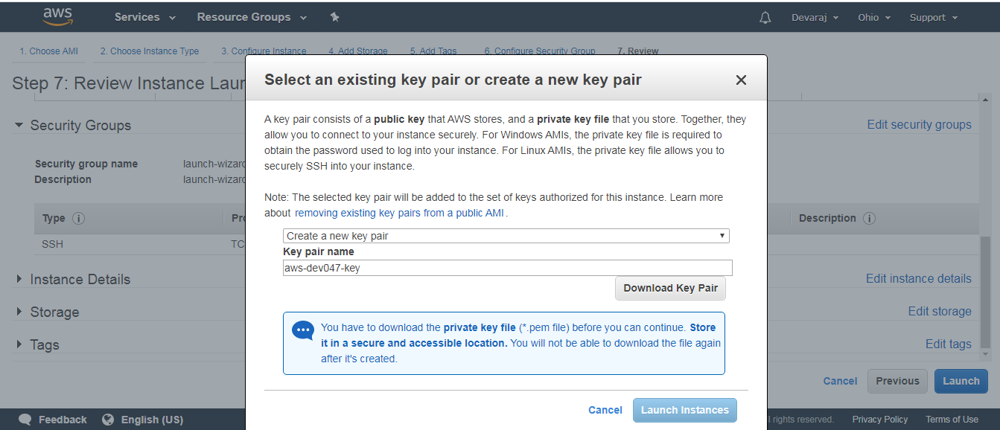 aws Services Resource Groups Devaraj Ohio Support
1. Choose AMI 2. Choose Instance Type 3. Configure Instance 4. Add Storage 5. Add Tags 6. Configure Security Group 7. Review
Step 7: Review Instance
Select an existing key pair or create a new key pair
A key pair consists of a public key that AWS stores, and a private key file that you store. Together, they
allow you to connect to your instance securely. For Windows AMIs, the private key file is required to
obtain the password used to log into your instance. For Linux AMIs, the private key file allows you to
securely SSH into your instance.
Note: The selected key pair will be added to the set of keys authorized for this instance. Learn more
about removing existing key pairs from a public AMI.
Create a new key pair
Key pair name
aws-dev047-key
Download Key Pair
You have to download the private key file (*.pem file) before you can continue. Store
it in a secure and accessible location. You will not be able to download the file again
after it's created.
Cancel Launch Instances
Security Groups Edit security groups
Security group name launch-wizard
Description launch-wizard
Type Description
SSH TC
Instance Details Edit instance details
Storage Edit storage
Tags Edit tags
Cancel Previous Launch
Feedback English (US) rights reserved. Privacy Policy Terms of Use